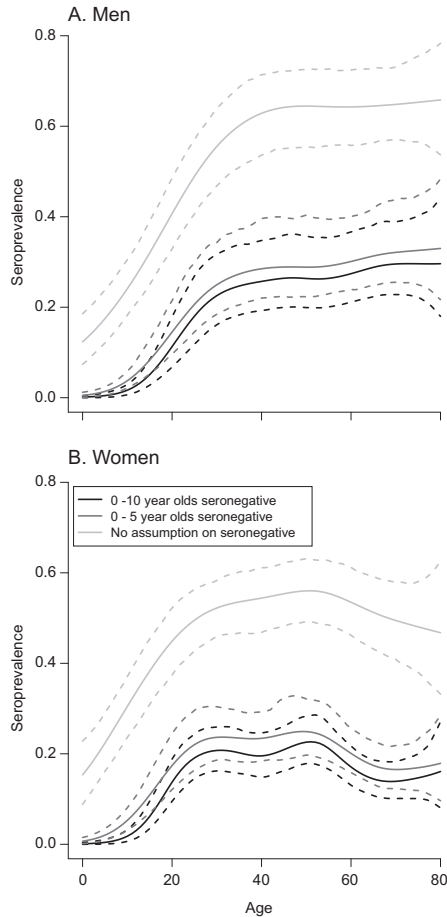 A. Men
0.8
0.6
0.4
0.2
0.0
Seroprevalence
B. Women
0.8
0.6
0.4
0.2
0.0
Seroprevalence
0 -10 year olds seronegative
0 - 5 year olds seronegative
No assumption on seronegative
0 20 40 60 80
Age